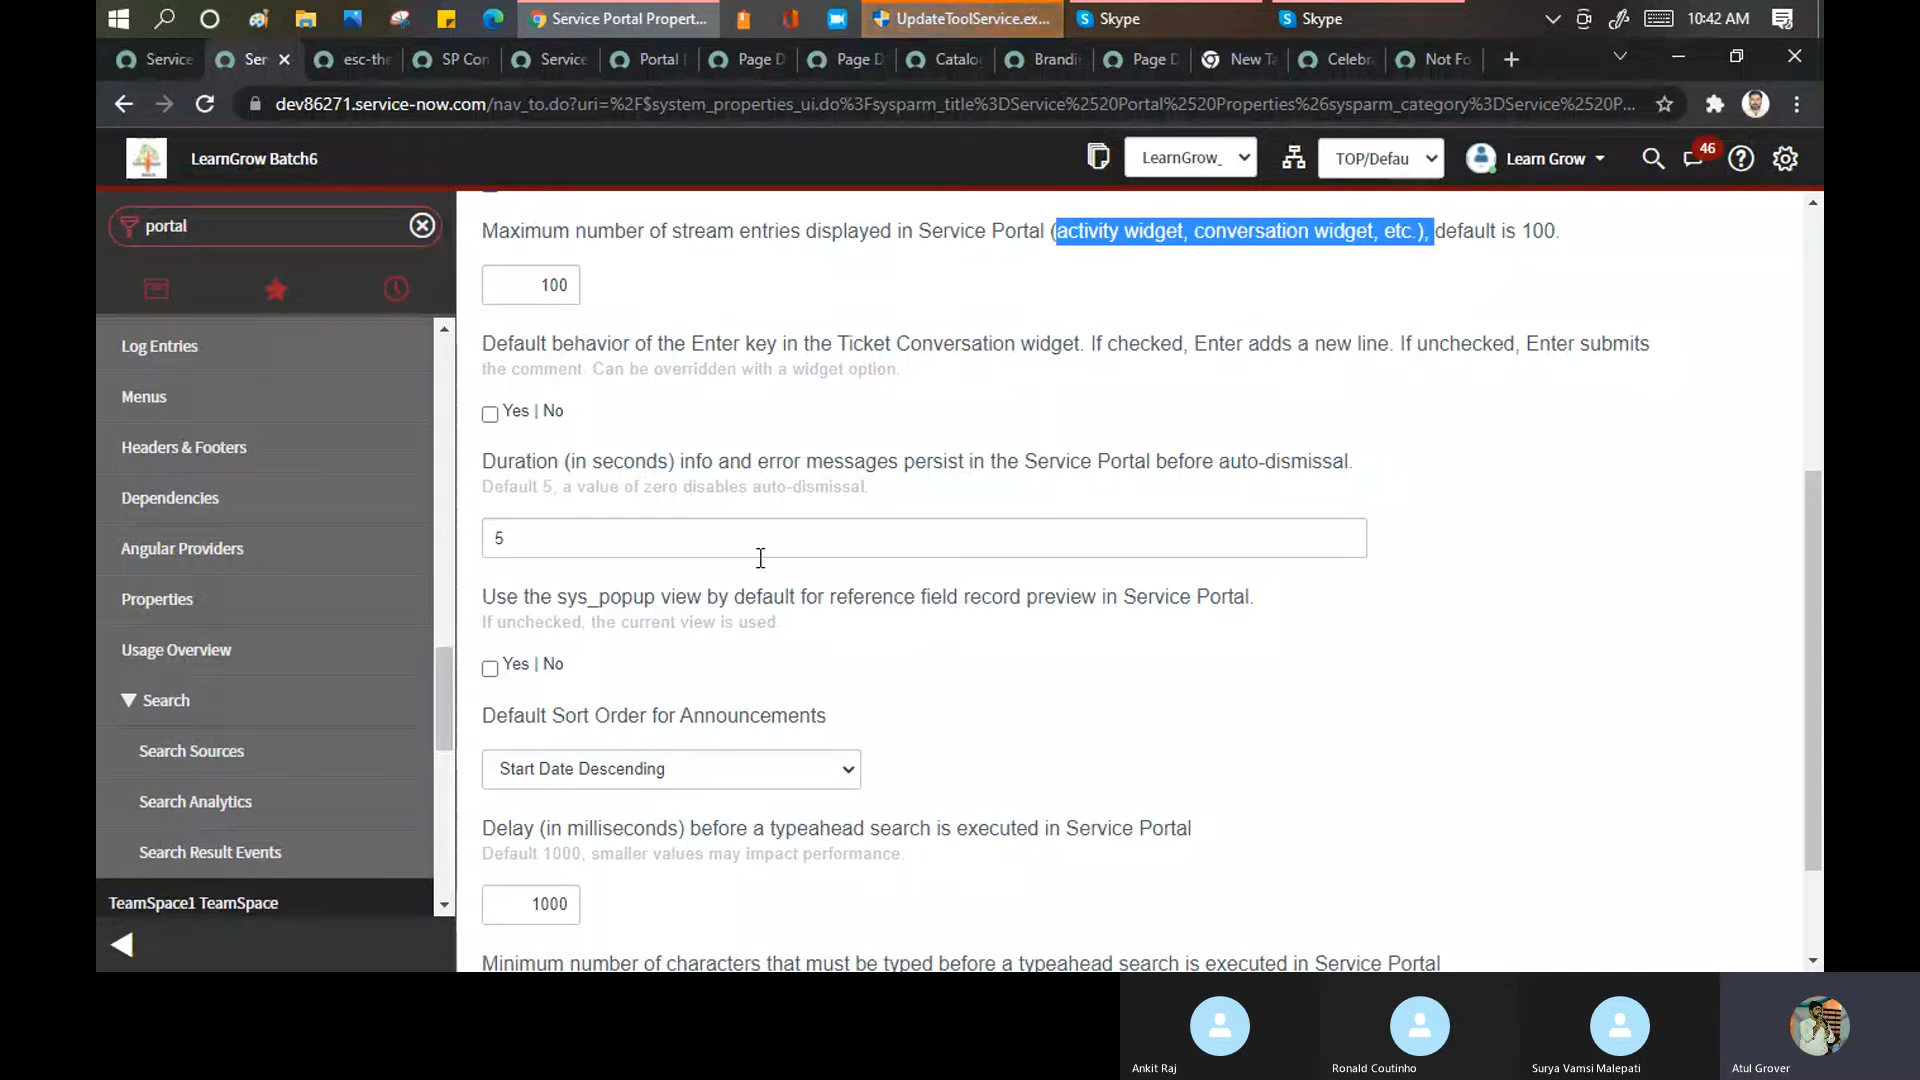 Service Portal Propert...
UpdateToolService.ex...
Skype
Skype
10:42 AM
Service
Ser
esc-the
SP Con
Service
Portal
Page D
Page D
Catalo
Brandi
Page D
New Ta
Celebr
Not Fo
dev86271.service-now.com/nav_to.do?uri=%2F$system_properties_ui.do%3Fsysparm_title%3DService%2520Portal%2520Properties%26sysparm_category%3DService%2520P...
LearnGrow Batch6
LearnGrow_
TOP/Defau
Learn Grow
46
portal
Log Entries
Menus
Headers & Footers
Dependencies
Angular Providers
Properties
Usage Overview
Search
Search Sources
Search Analytics
Search Result Events
TeamSpace1 TeamSpace
Maximum number of stream entries displayed in Service Portal (activity widget, conversation widget, etc.), default is 100.
100
Default behavior of the Enter key in the Ticket Conversation widget. If checked, Enter adds a new line. If unchecked, Enter submits
the comment. Can be overridden with a widget option.
Yes | No
Duration (in seconds) info and error messages persist in the Service Portal before auto-dismissal.
Default 5, a value of zero disables auto-dismissal.
5
Use the sys_popup view by default for reference field record preview in Service Portal.
If unchecked, the current view is used.
Yes | No
Default Sort Order for Announcements
Start Date Descending
Delay (in milliseconds) before a typeahead search is executed in Service Portal
Default 1000, smaller values may impact performance.
1000
Minimum number of characters that must be typed before a typeahead search is executed in Service Portal
Ankit Raj
Ronald Coutinho
Surya Vamsi Malepati
Atul Grover